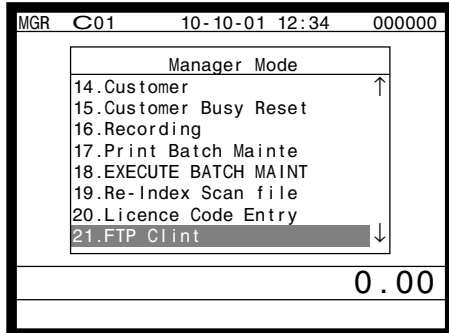 MGR C01 10-10-01 12:34 000000
Manager Mode
14.Customer ↑
15.Customer Busy Reset
16.Recording
17.Print Batch Mainte
18.EXECUTE BATCH MAINT
19.Re-Index Scan file
20.Licence Code Entry
21.FTP Clint ↓
0.00